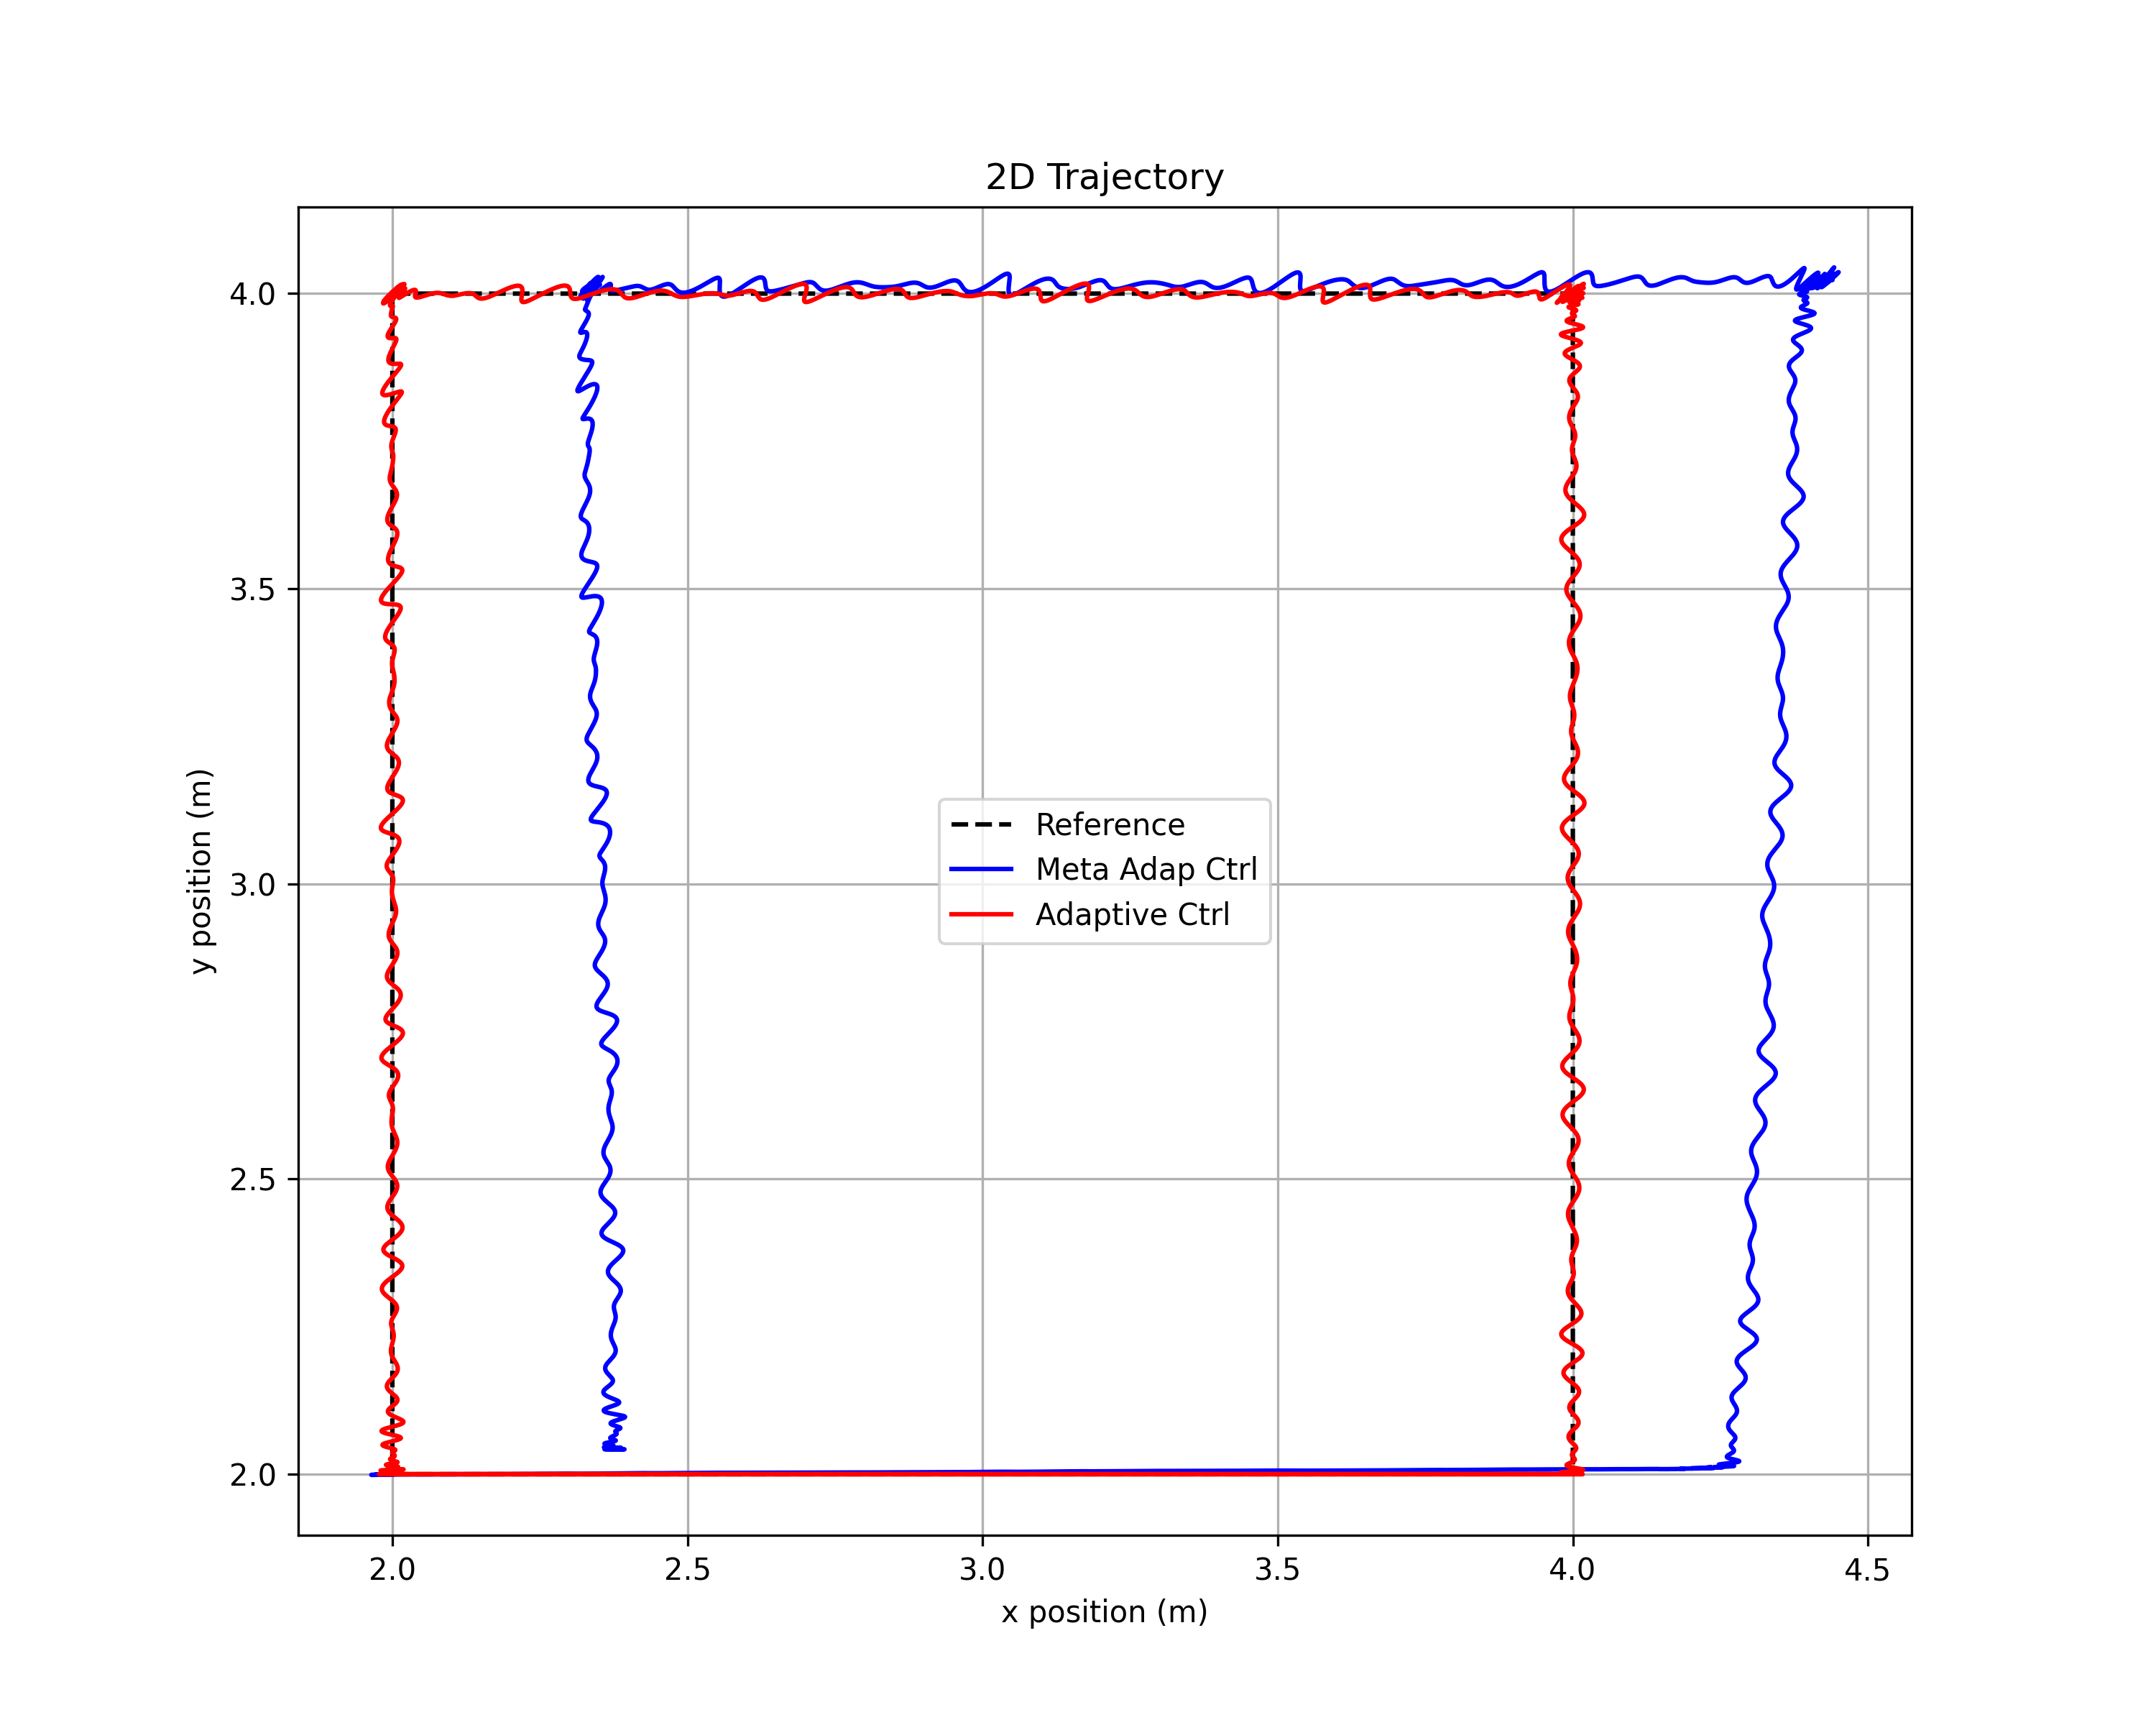 2D Trajectory
y position (m)
4.0
3.5
3.0
2.5
2.0
Reference
Meta Adap Ctrl
Adaptive Ctrl
2.0 2.5 3.0 3.5 4.0 4.5
x position (m)